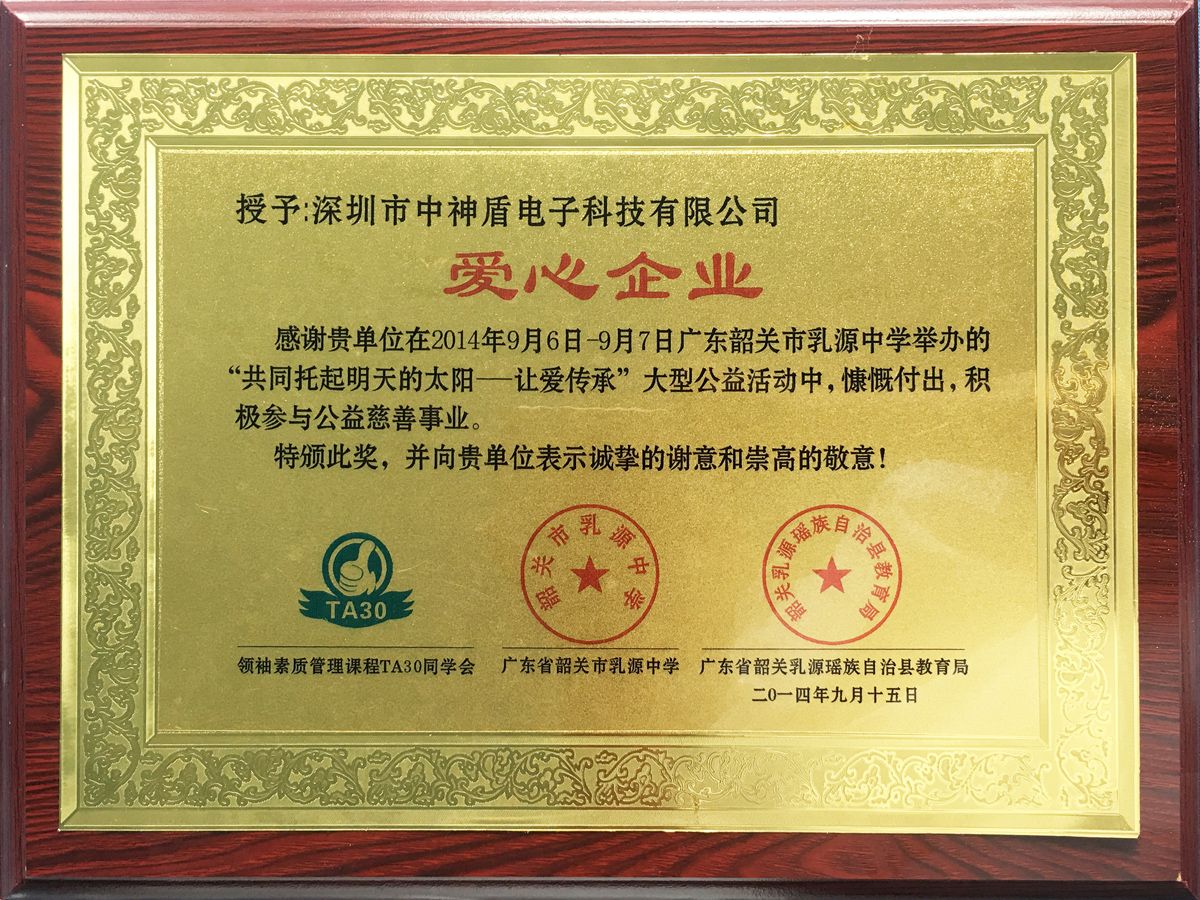 授予:深圳市中神盾电子科技有限公司
爱心企业
感谢贵单位在2014年9月6日-9月7日广东韶关市乳源中学举办的
“共同托起明天的太阳——让爱传承”大型公益活动中,慷慨付出,积
极参与公益慈善事业。
特颁此奖,并向贵单位表示诚挚的谢意和崇高的敬意!
TA30
韶关市乳源中学
韶关乳源瑶族自治县教育局
领袖素质管理课程TA30同学会
广东省韶关市乳源中学
广东省韶关乳源瑶族自治县教育局
二0一四年九月十五日